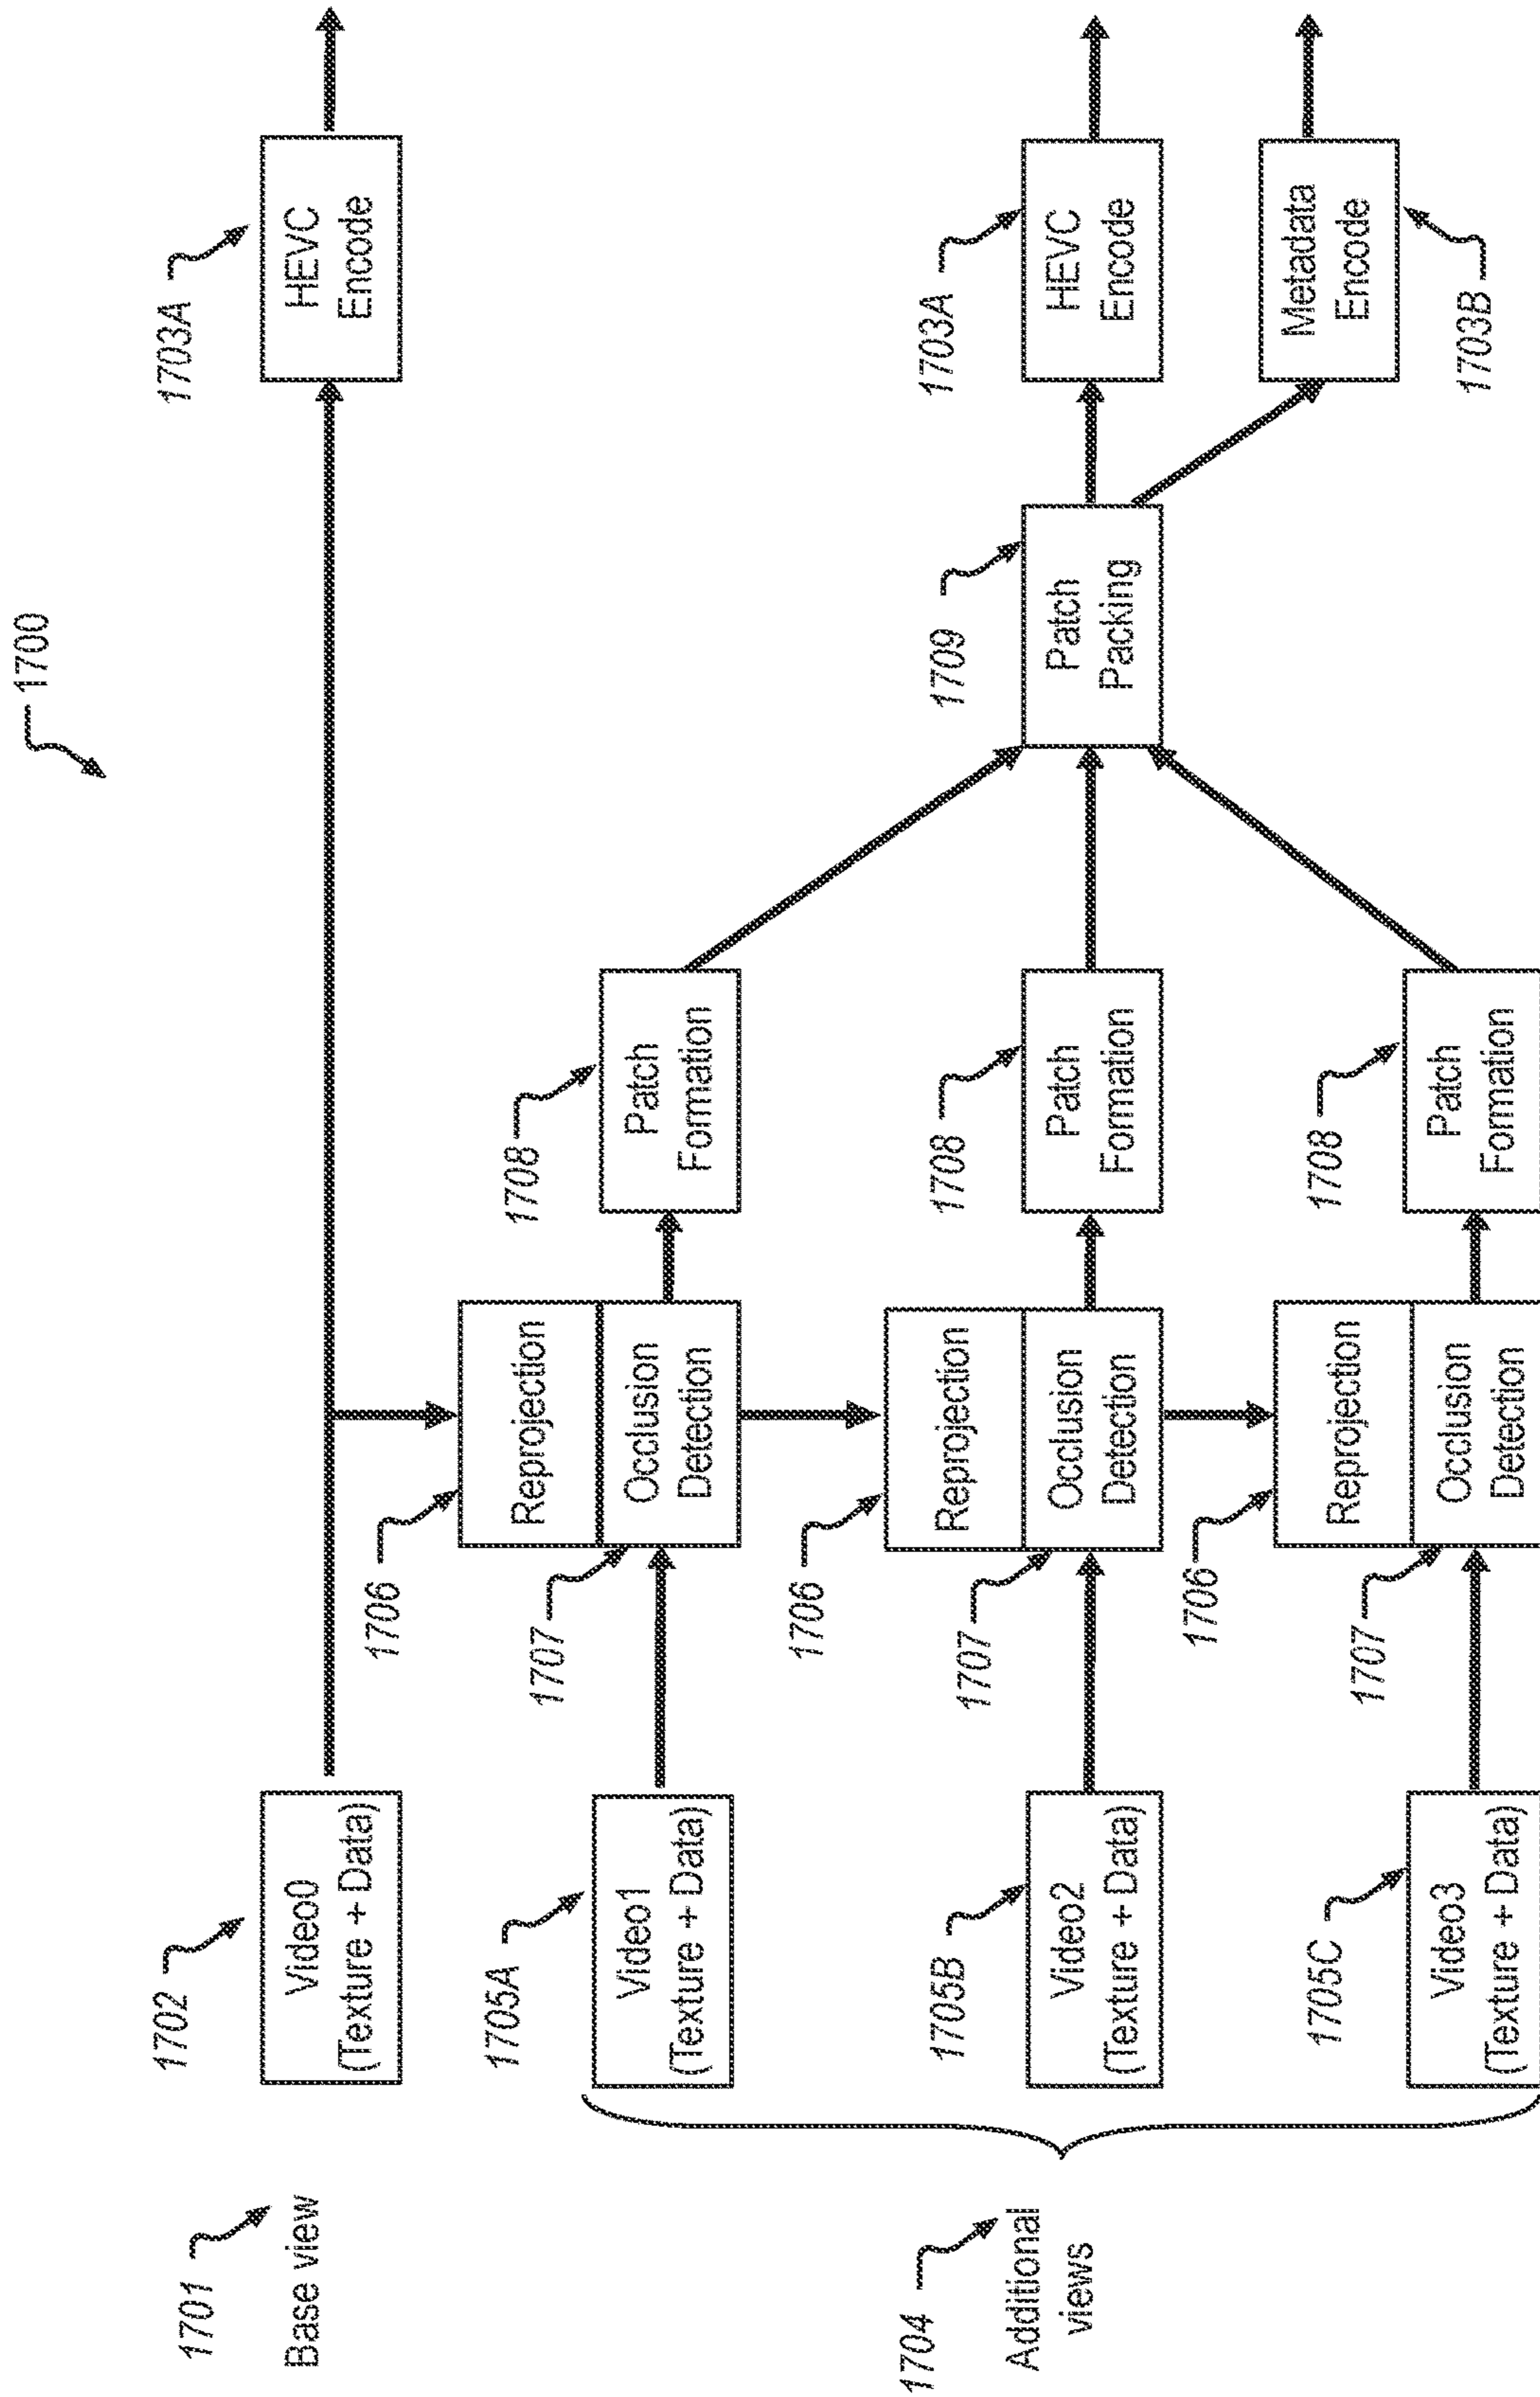 1700
1701
Base view
1702
Video0
(Texture + Data)
1703A
HEVC
Encode
1704
Additional
views
1705A
Video1
(Texture + Data)
1706
Reprojection
1707
Occlusion
Detection
1708
Patch
Formation
1705B
Video2
(Texture + Data)
1706
Reprojection
1707
Occlusion
Detection
1708
Patch
Formation
1709
Patch
Packing
1703A
HEVC
Encode
Metadata
Encode
1703B
1705C
Video3
(Texture + Data)
1706
Reprojection
1707
Occlusion
Detection
1708
Patch
Formation